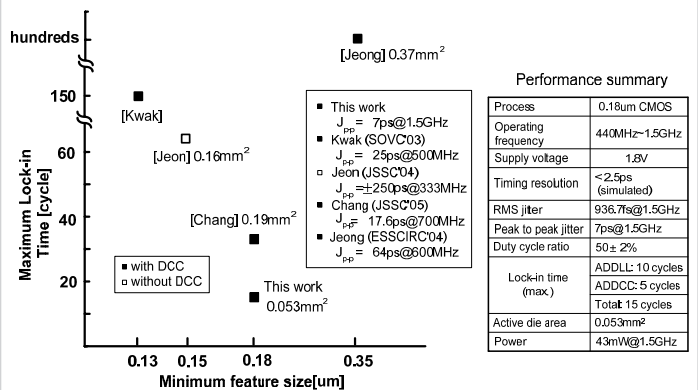 hundreds
[Jeong] 0.37mm²
150
[Kwak]
60
[Jeon] 0.16mm²
40
[Chang] 0.19mm²
20
This work
0.053mm²
Maximum Lock-in
Time [cycle]
■ with DCC
□ without DCC
0.13 0.15 0.18 0.35
Minimum feature size[um]
■ This work
Jp-p= 7ps@1.5GHz
■ Kwak (SOVC'03)
Jp-p= 25ps@500MHz
□ Jeon (JSSC'04)
Jp-p=±250ps@333MHz
■ Chang (JSSC'05)
Jp-p= 17.6ps@700MHz
■ Jeong (ESSCIRC'04)
Jp-p= 64ps@600MHz
Performance summary
Process 0.18um CMOS
Operating
frequency 440MHz~1.5GHz
Supply voltage 1.8V
Timing resolution <2.5ps
(simulated)
RMS jitter 936.7fs@1.5GHz
Peak to peak jitter 7ps@1.5GHz
Duty cycle ratio 50± 2%
Lock-in time
(max.)
ADDLL: 10 cycles
ADDCC: 5 cycles
Total: 15 cycles
Active die area 0.053mm²
Power 43mW@1.5GHz